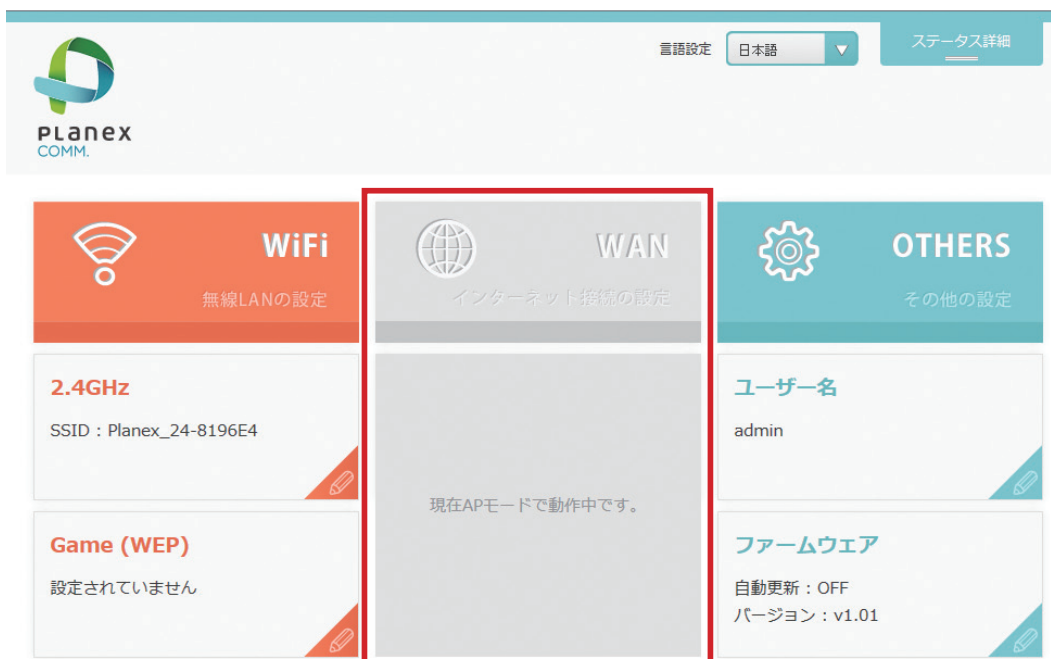 言語設定
日本語
ステータス詳細
PLanex
COMM.
WiFi
無線LANの設定
WAN
インターネット接続の設定
OTHERS
その他の設定
2.4GHz
SSID : Planex_24-8196E4
現在APモードで動作中です。
ユーザー名
admin
Game (WEP)
設定されていません
ファームウェア
自動更新 : OFF
バージョン : v1.01